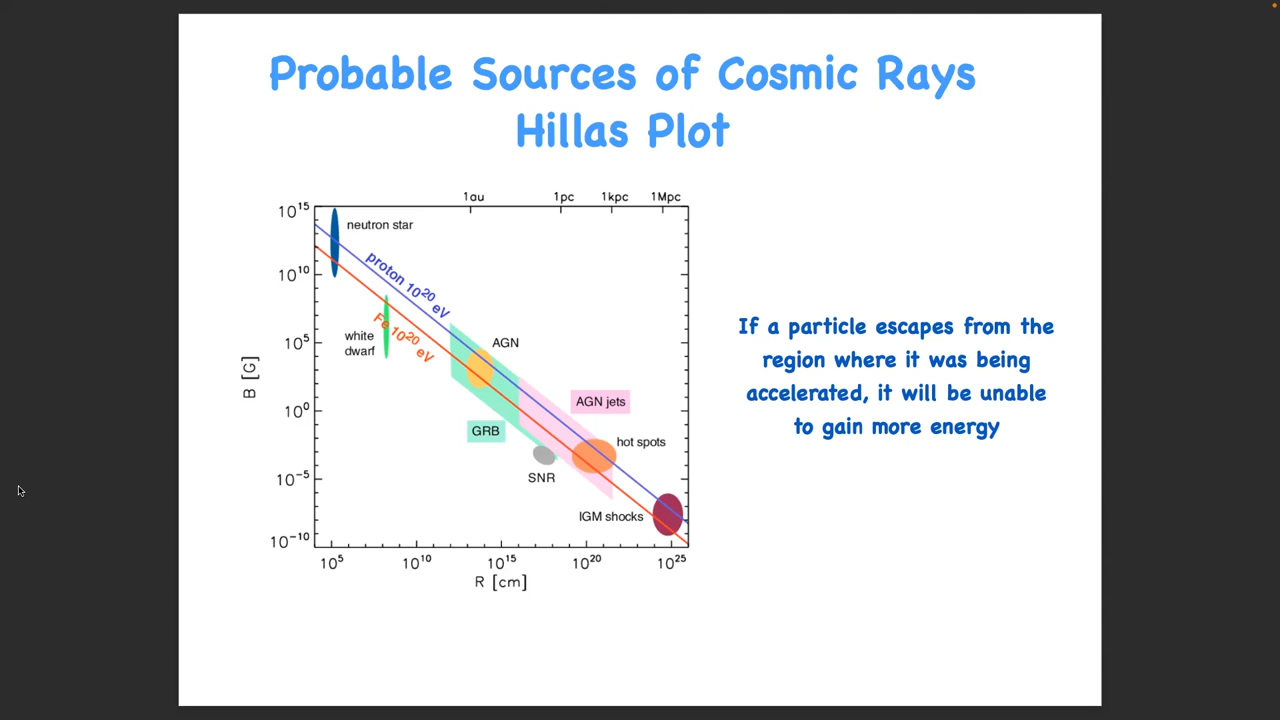 Probable Sources of Cosmic Rays
Hillas Plot
1au 1pc 1kpc 1Mpc
10^15
neutron star
proton 10^20 eV
10^10
Fe 10^20 eV
white
dwarf
10^5
AGN
B [G]
AGN jets
10^0
GRB
hot spots
SNR
10^-5
IGM shocks
10^-10
10^5 10^10 10^15 10^20 10^25
R [cm]
If a particle escapes from the
region where it was being
accelerated, it will be unable
to gain more energy